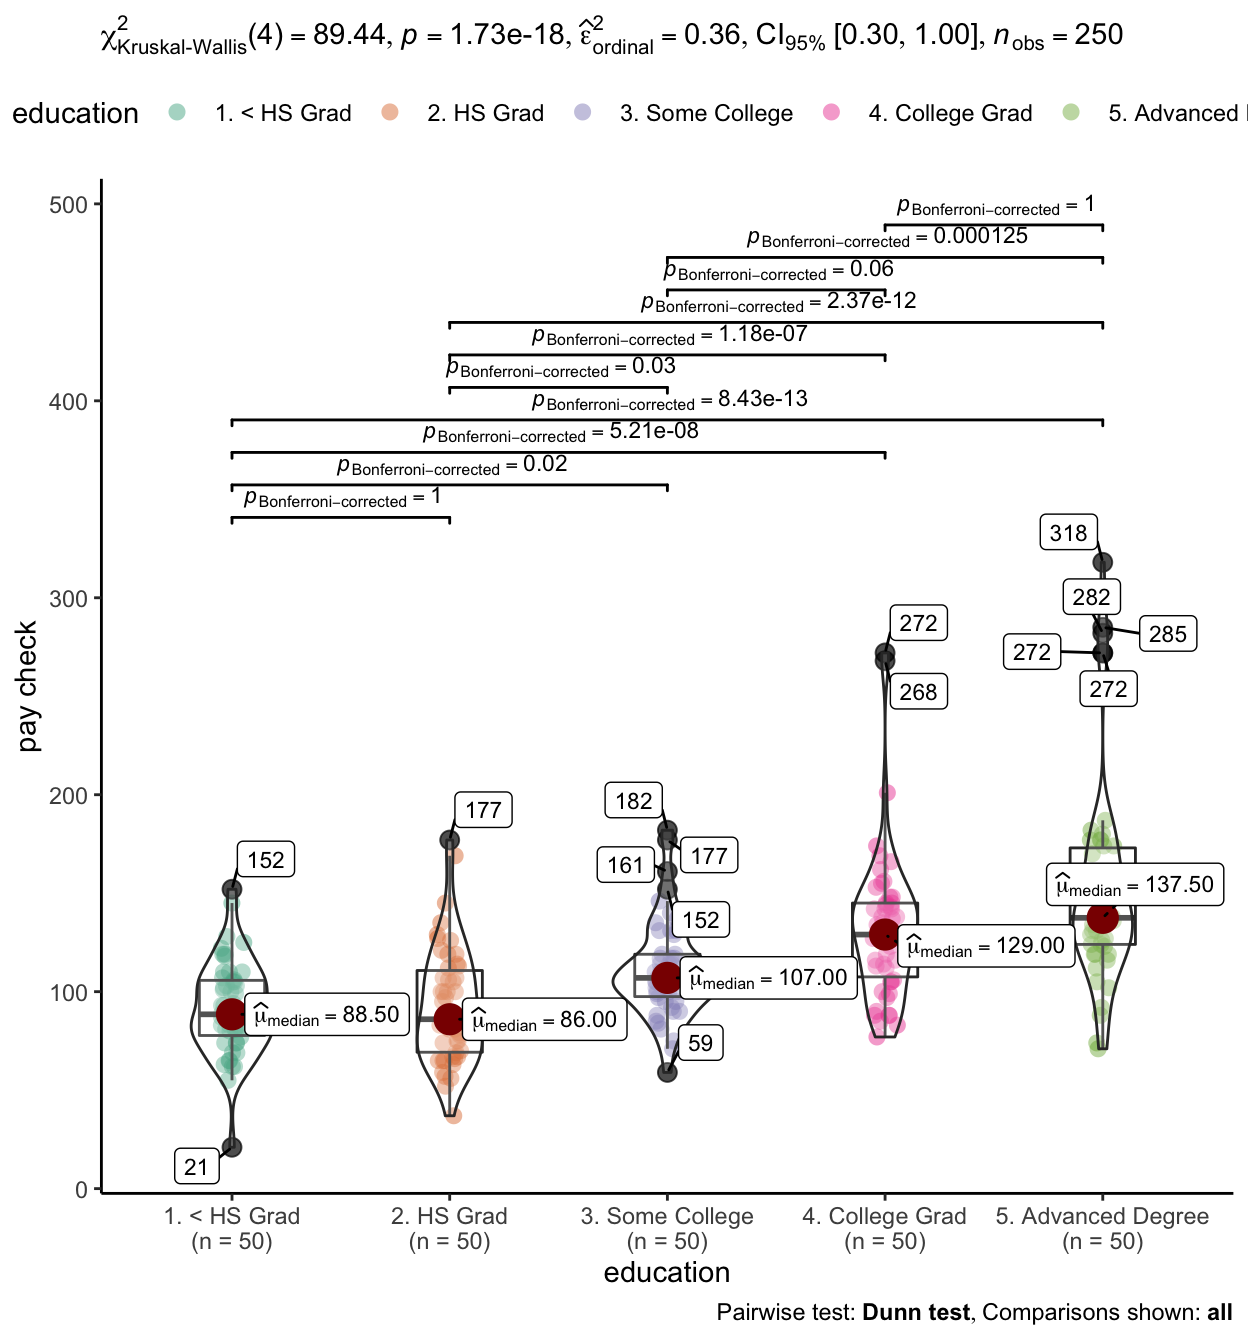 χ²Kruskal-Wallis(4) = 89.44, p = 1.73e-18, ε̂²ordinal = 0.36, CI95% [0.30, 1.00], nobs = 250
education 1. < HS Grad 2. HS Grad 3. Some College 4. College Grad 5. Advanced
500
pBonferroni−corrected = 1
pBonferroni−corrected = 0.000125
pBonferroni−corrected = 0.06
pBonferroni−corrected = 2.37e-12
pBonferroni−corrected = 1.18e-07
pBonferroni−corrected = 0.03
400
pBonferroni−corrected = 8.43e-13
pBonferroni−corrected = 5.21e-08
pBonferroni−corrected = 0.02
pBonferroni−corrected = 1
318
300
282
272
285
272
272
268
pay check
200
182
177
177
161
152
152
μ̂median = 137.50
μ̂median = 129.00
μ̂median = 107.00
100
μ̂median = 88.50
μ̂median = 86.00
59
21
0
1. < HS Grad
(n = 50)
2. HS Grad
(n = 50)
3. Some College
(n = 50)
4. College Grad
(n = 50)
5. Advanced Degree
(n = 50)
education
Pairwise test: Dunn test, Comparisons shown: all